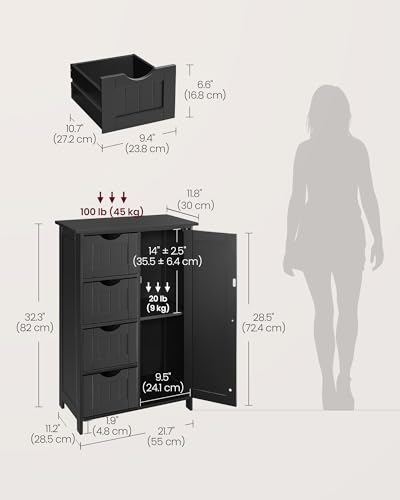 6.6"
(16.8 cm)
10.7"
(27.2 cm)
9.4"
(23.8 cm)
11.8"
(30 cm)
100 lb (45 kg)
14" ± 2.5"
(35.5 ± 6.4 cm)
20 lb
(9 kg)
32.3"
(82 cm)
28.5"
(72.4 cm)
9.5"
(24.1 cm)
11.2"
(28.5 cm)
1.9"
(4.8 cm)
21.7"
(55 cm)